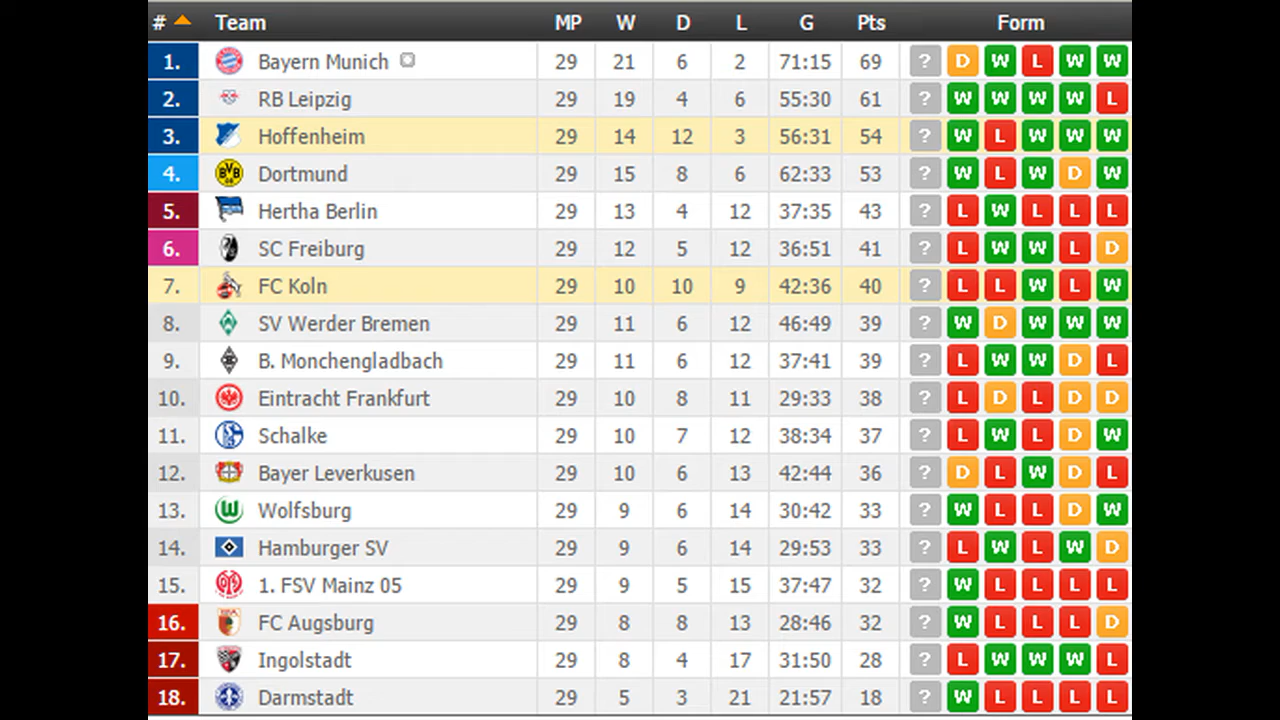 # Team MP W D L G Pts Form
1. Bayern Munich 29 21 6 2 71:15 69 ? D W L W W
2. RB Leipzig 29 19 4 6 55:30 61 ? W W W W L
3. Hoffenheim 29 14 12 3 56:31 54 ? W L W W W
4. Dortmund 29 15 8 6 62:33 53 ? W L W D W
5. Hertha Berlin 29 13 4 12 37:35 43 ? L W L L L
6. SC Freiburg 29 12 5 12 36:51 41 ? L W W L D
7. FC Koln 29 10 10 9 42:36 40 ? L L W L W
8. SV Werder Bremen 29 11 6 12 46:49 39 ? W D W W W
9. B. Monchengladbach 29 11 6 12 37:41 39 ? L W W D L
10. Eintracht Frankfurt 29 10 8 11 29:33 38 ? L D L D D
11. Schalke 29 10 7 12 38:34 37 ? L W L D W
12. Bayer Leverkusen 29 10 6 13 42:44 36 ? D L W D L
13. Wolfsburg 29 9 6 14 30:42 33 ? W L L D W
14. Hamburger SV 29 9 6 14 29:53 33 ? L W L W D
15. 1. FSV Mainz 05 29 9 5 15 37:47 32 ? W L L L L
16. FC Augsburg 29 8 8 13 28:46 32 ? W L L L D
17. Ingolstadt 29 8 4 17 31:50 28 ? L W W W L
18. Darmstadt 29 5 3 21 21:57 18 ? W L L L L